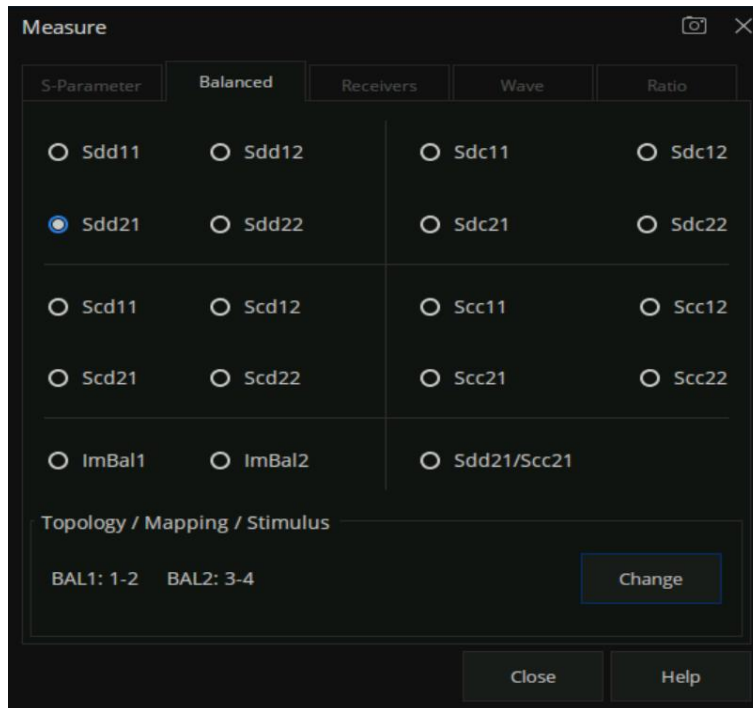 Measure
S-Parameter Balanced Receivers Wave Ratio
Sdd11 Sdd12 Sdc11 Sdc12
Sdd21 Sdd22 Sdc21 Sdc22
Scd11 Scd12 Scc11 Scc12
Scd21 Scd22 Scc21 Scc22
ImBal1 ImBal2 Sdd21/Scc21
Topology / Mapping / Stimulus
BAL1: 1-2 BAL2: 3-4 Change
Close Help